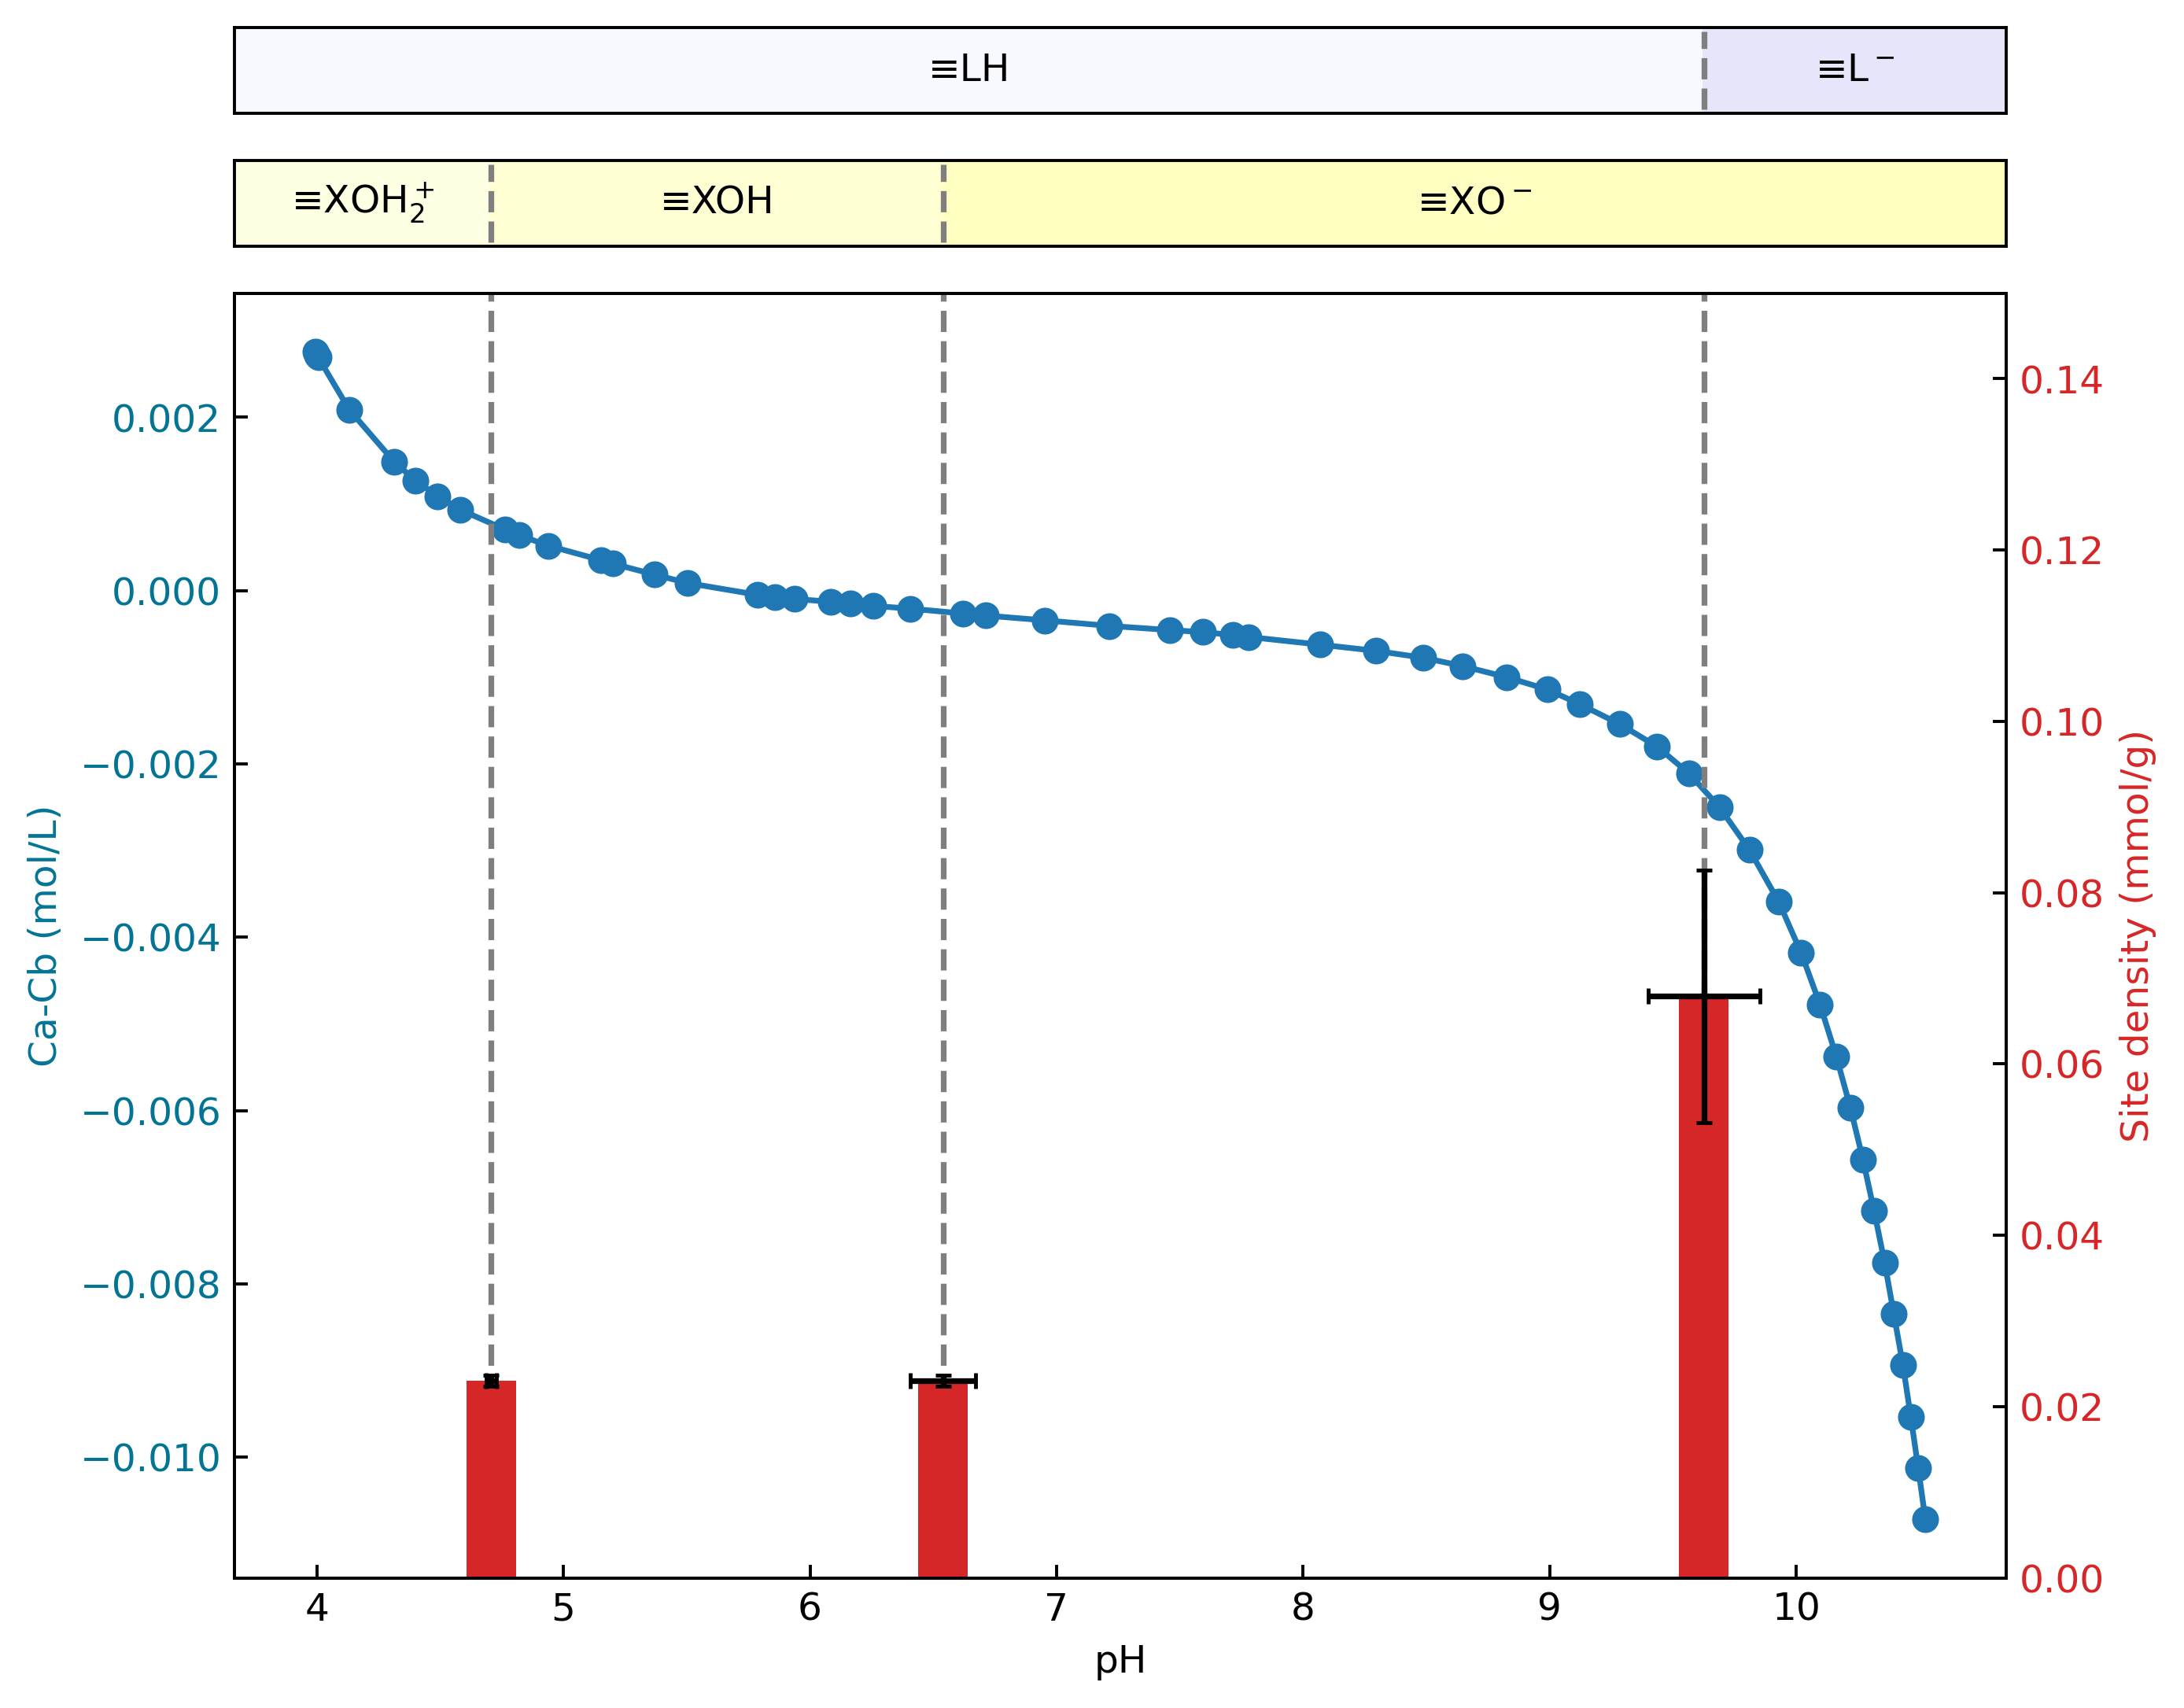 ≡LH ≡L⁻
≡XOH₂⁺ ≡XOH ≡XO⁻
Ca-Cb (mol/L)
0.002
0.000
−0.002
−0.004
−0.006
−0.008
−0.010
0.14
0.12
0.10
0.08
0.06
0.04
0.02
0.00
Site density (mmol/g)
4 5 6 7 8 9 10
pH